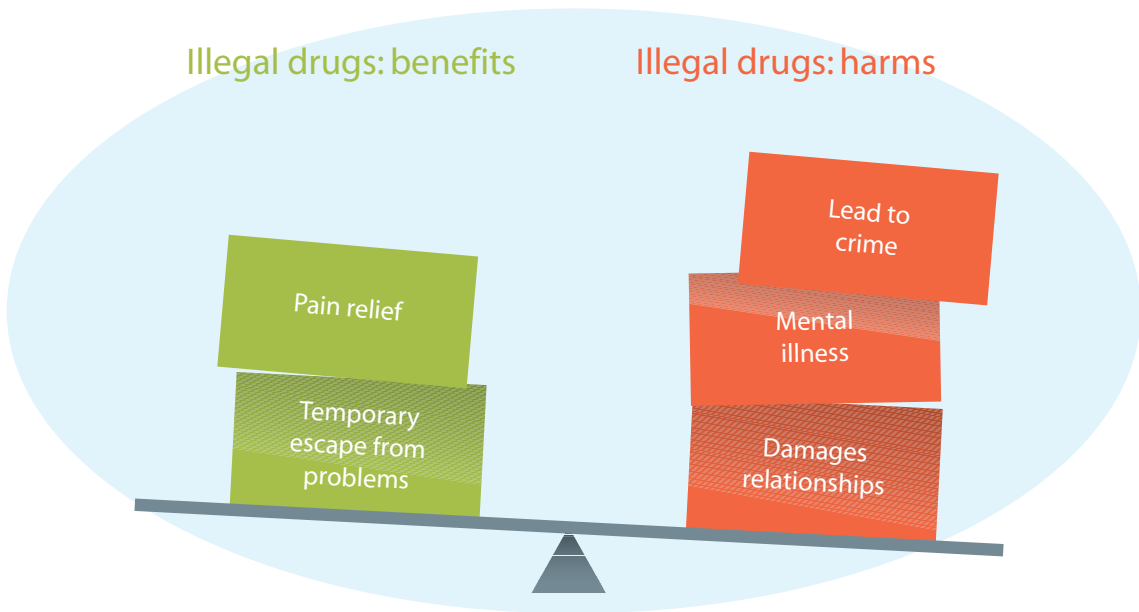 Illegal drugs: benefits
Illegal drugs: harms
Pain relief
Temporary
escape from
problems
Lead to
crime
Mental
illness
Damages
relationships